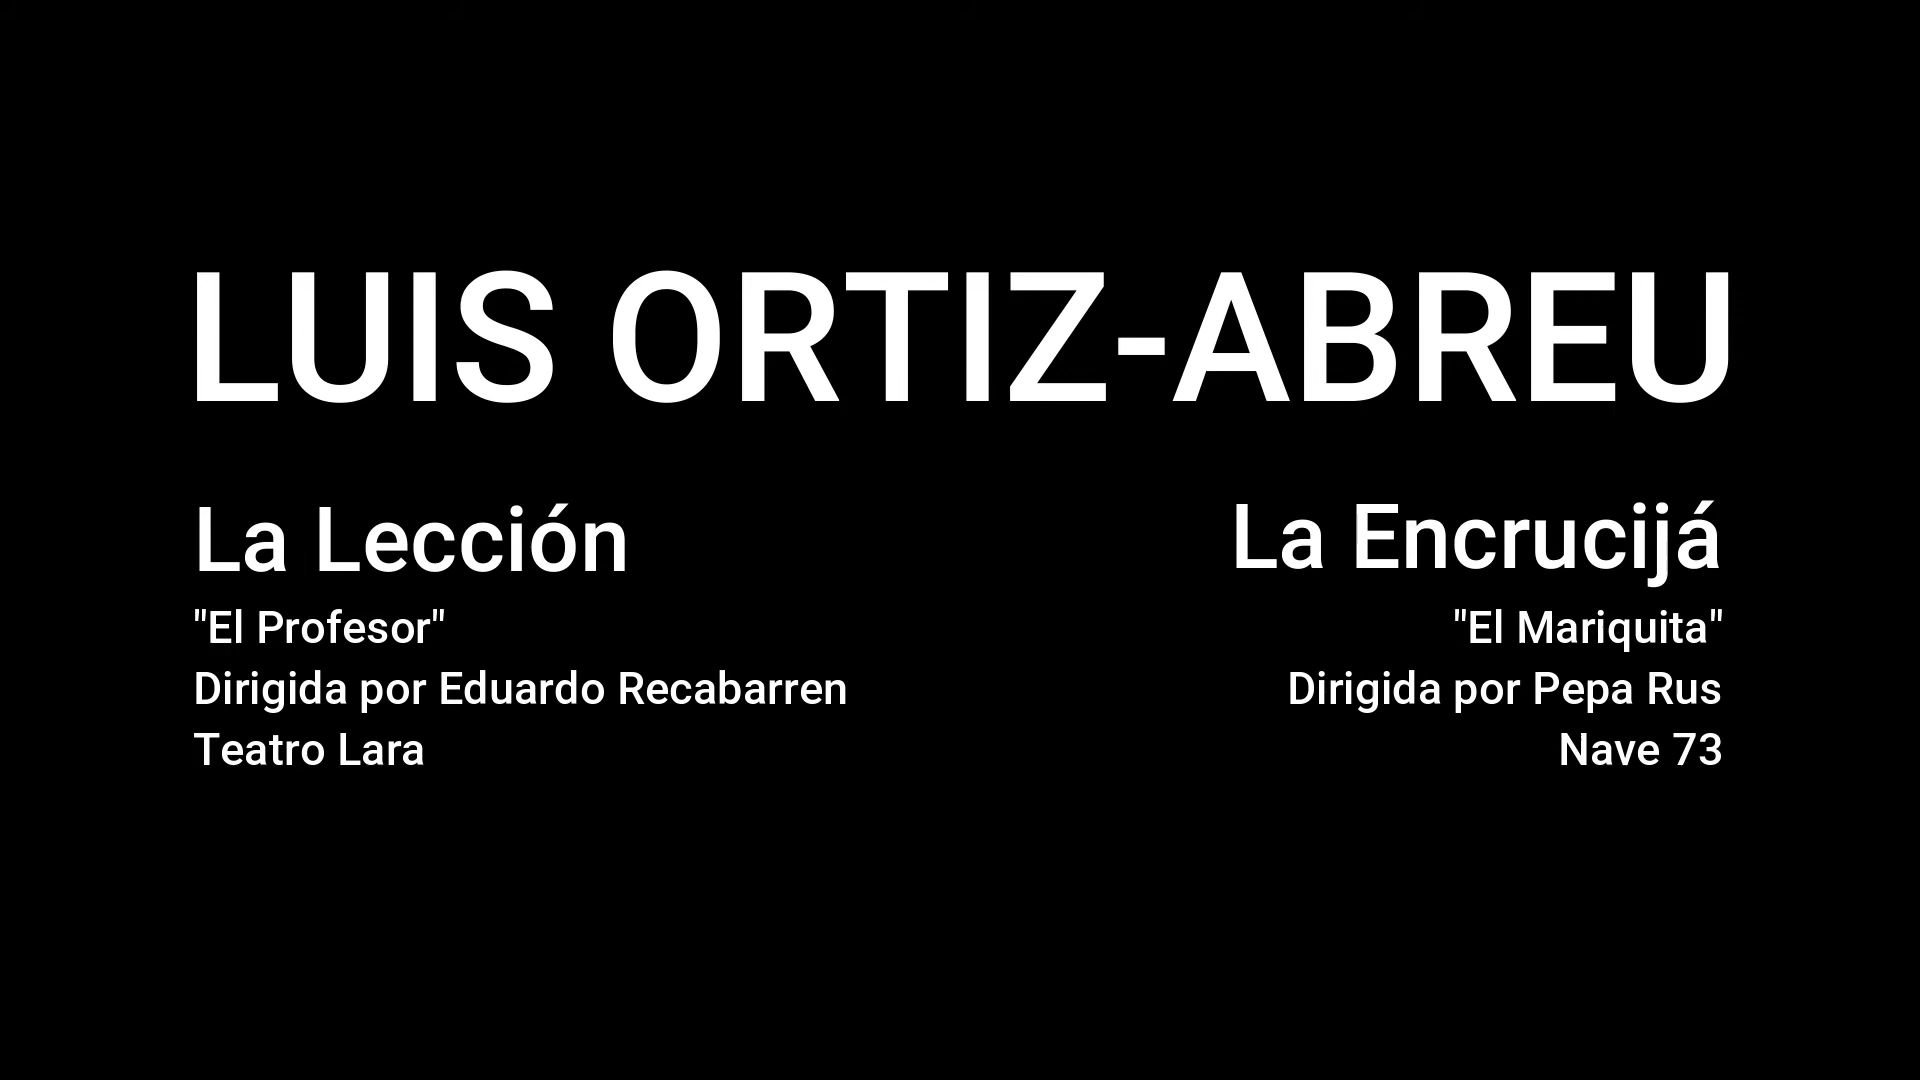 LUIS ORTIZ-ABREU
La Lección
"El Profesor"
Dirigida por Eduardo Recabarren
Teatro Lara
La Encrucijá
"El Mariquita"
Dirigida por Pepa Rus
Nave 73